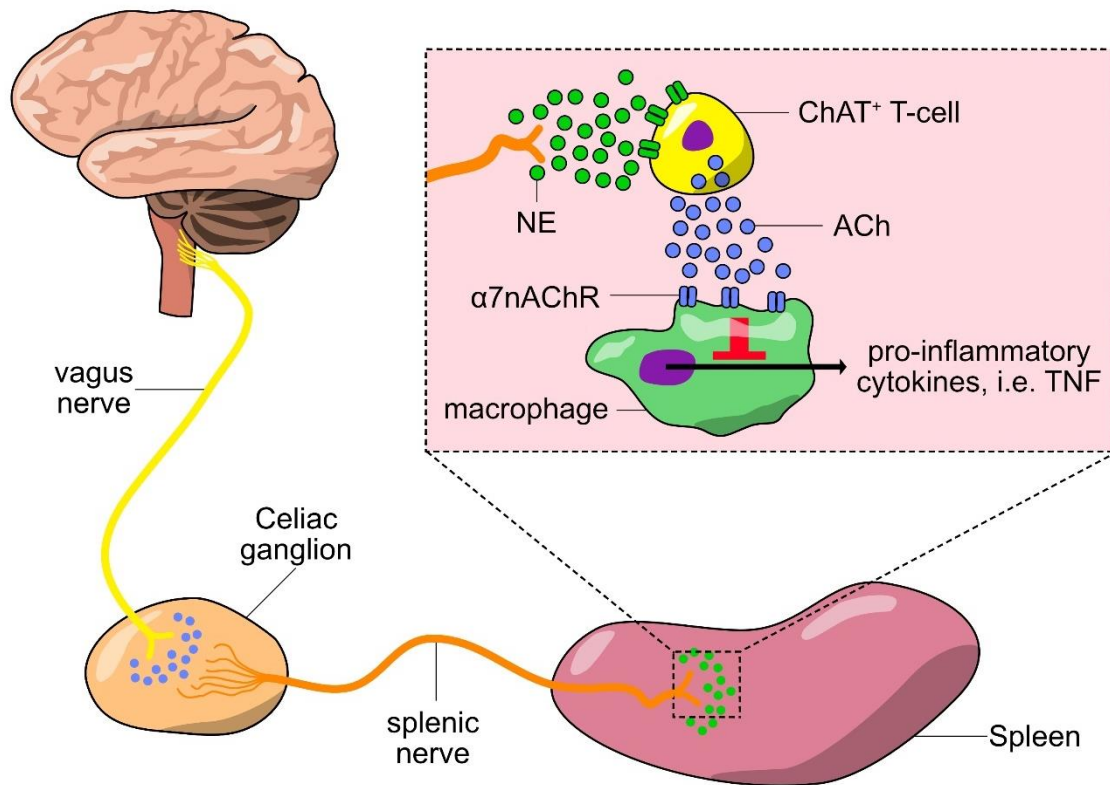 ChAT⁺ T-cell
NE
ACh
α7nAChR
pro-inflammatory
cytokines, i.e. TNF
macrophage
vagus
nerve
Celiac
ganglion
splenic
nerve
Spleen